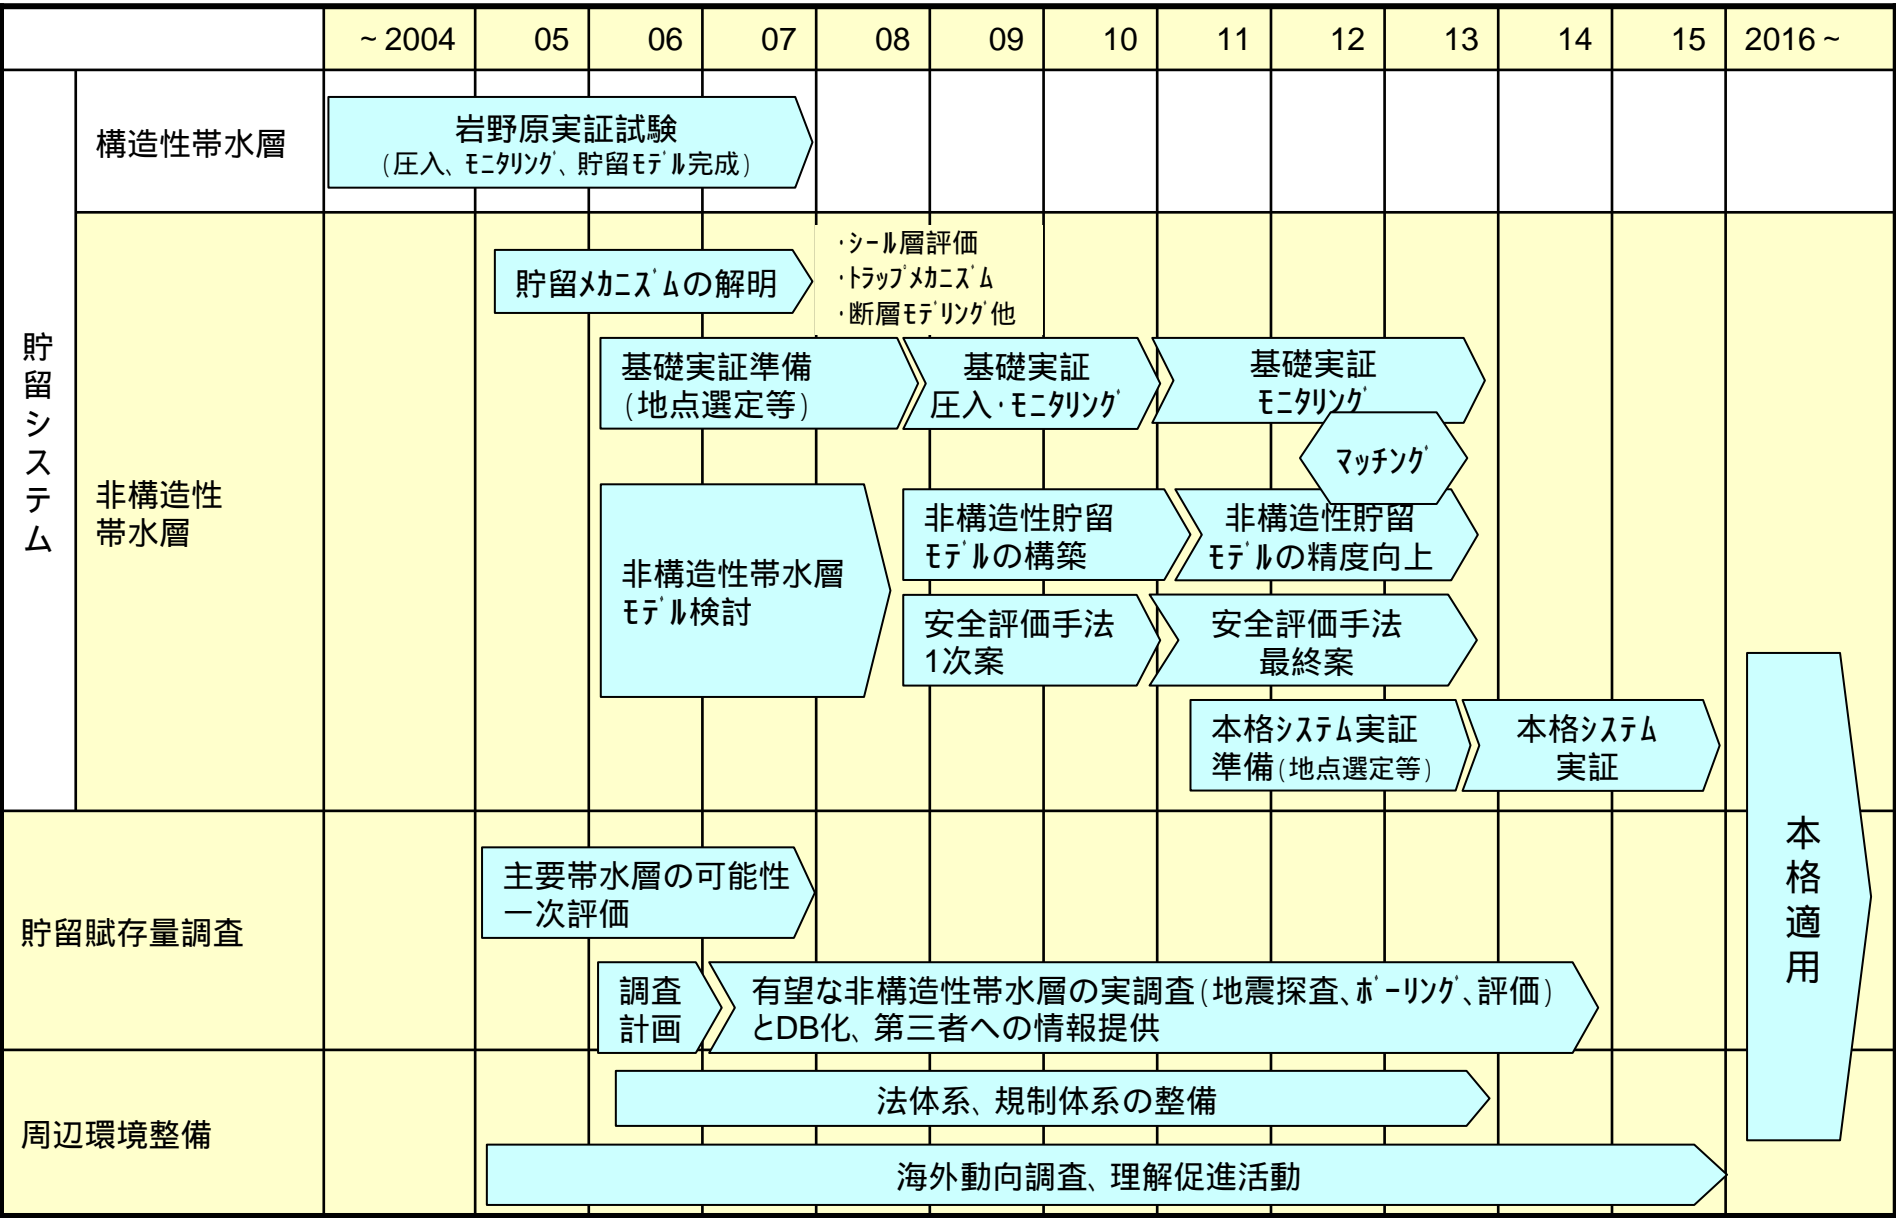 ~2004 05 06 07 08 09 10 11 12 13 14 15 2016~
貯留システム
構造性帯水層
岩野原実証試験
(圧入、ﾓﾆﾀﾘﾝｸﾞ、貯留ﾓﾃﾞﾙ完成)
非構造性
帯水層
貯留ﾒｶﾆｽﾞﾑの解明
・ｼｰﾙ層評価
・ﾄﾗｯﾌﾟﾒｶﾆｽﾞﾑ
・断層ﾓﾃﾞﾘﾝｸﾞ他
基礎実証準備
(地点選定等)
基礎実証
圧入・ﾓﾆﾀﾘﾝｸﾞ
基礎実証
ﾓﾆﾀﾘﾝｸﾞ
ﾏｯﾁﾝｸﾞ
非構造性帯水層
ﾓﾃﾞﾙ検討
非構造性貯留
ﾓﾃﾞﾙの構築
非構造性貯留
ﾓﾃﾞﾙの精度向上
安全評価手法
1次案
安全評価手法
最終案
本格ｼｽﾃﾑ実証
準備(地点選定等)
本格ｼｽﾃﾑ
実証
本格適用
貯留賦存量調査
主要帯水層の可能性
一次評価
調査
計画
有望な非構造性帯水層の実調査(地震探査、ﾎﾞｰﾘﾝｸﾞ、評価)
とDB化、第三者への情報提供
周辺環境整備
法体系、規制体系の整備
海外動向調査、理解促進活動